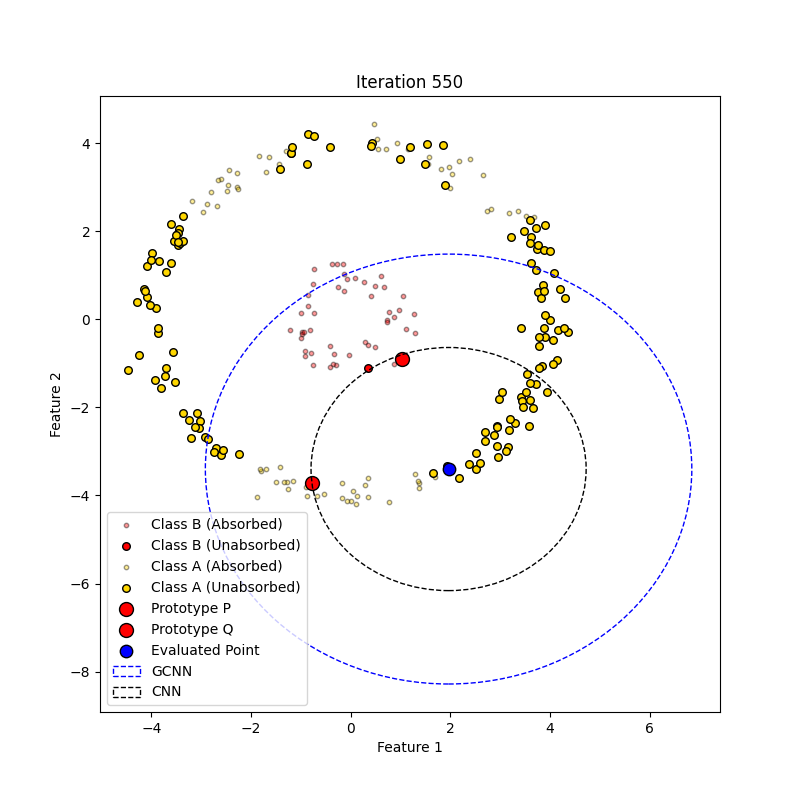 Iteration 550
4
2
0
−2
−4
−6
−8
Feature 2
Class B (Absorbed)
Class B (Unabsorbed)
Class A (Absorbed)
Class A (Unabsorbed)
Prototype P
Prototype Q
Evaluated Point
GCNN
CNN
−4 −2 0 2 4 6
Feature 1